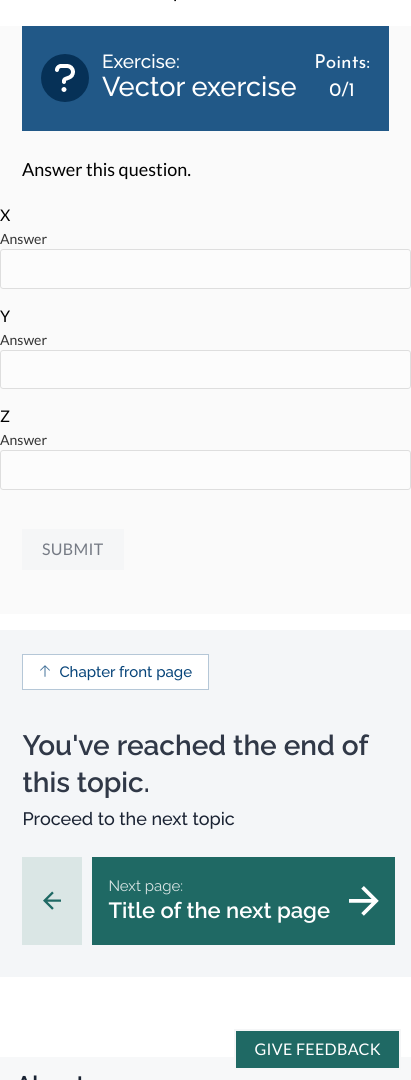 Exercise:
Vector exercise
Points:
0/1
Answer this question.
X
Answer
Y
Answer
Z
Answer
SUBMIT
Chapter front page
You've reached the end of
this topic.
Proceed to the next topic
Next page:
Title of the next page
GIVE FEEDBACK